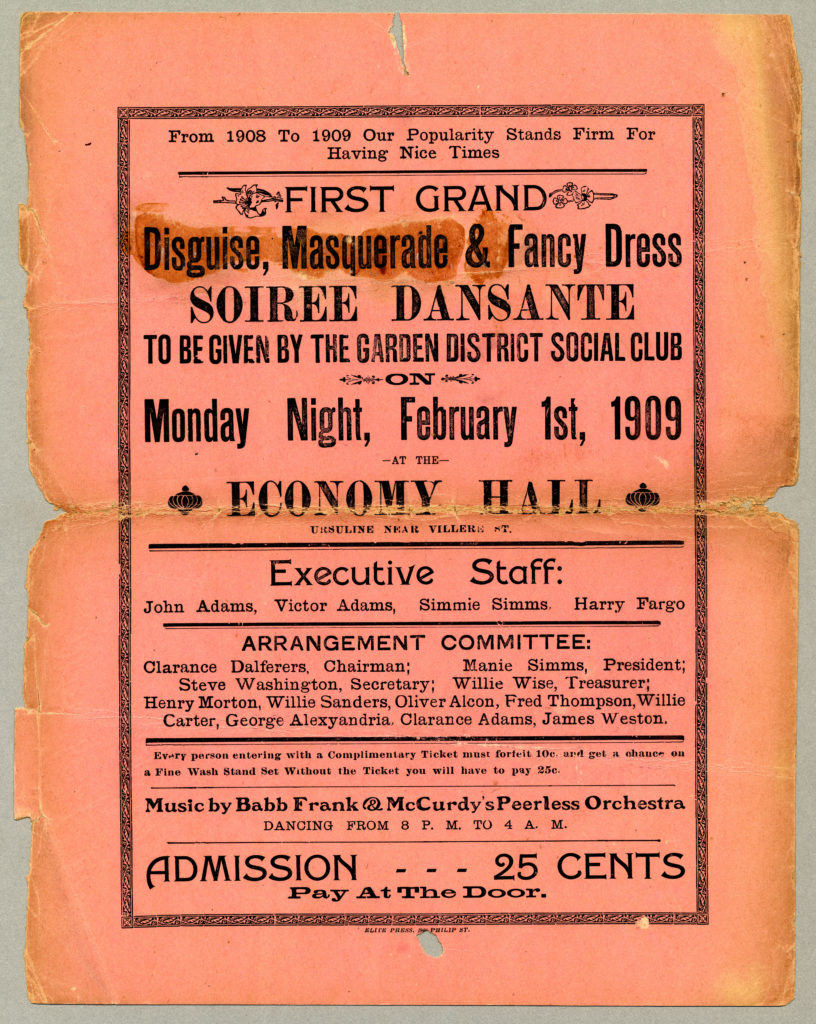 From 1908 To 1909 Our Popularity Stands Firm For
Having Nice Times
FIRST GRAND
Disguise, Masquerade & Fancy Dress
SOIREE DANSANTE
TO BE GIVEN BY THE GARDEN DISTRICT SOCIAL CLUB
ON
Monday Night, February 1st, 1909
—AT THE—
ECONOMY HALL
URSULINE NEAR VILLERE ST.
Executive Staff:
John Adams, Victor Adams, Simmie Simms. Harry Fargo
ARRANGEMENT COMMITTEE:
Clarance Dalferers, Chairman; Manie Simms, President;
Steve Washington, Secretary; Willie Wise, Treasurer;
Henry Morton, Willie Sanders, Oliver Alcon, Fred Thompson, Willie
Carter, George Alexyandria. Clarance Adams, James Weston.
Every person entering with a Complimentary Ticket must forfeit 10c. and get a chance on
a Fine Wash Stand Set Without the Ticket you will have to pay 25c.
Music by Babb Frank & McCurdy's Peerless Orchestra
DANCING FROM 8 P. M. TO 4 A. M.
ADMISSION - - - 25 CENTS
Pay At The Door.
ELITE PRESS, PHILIP ST.